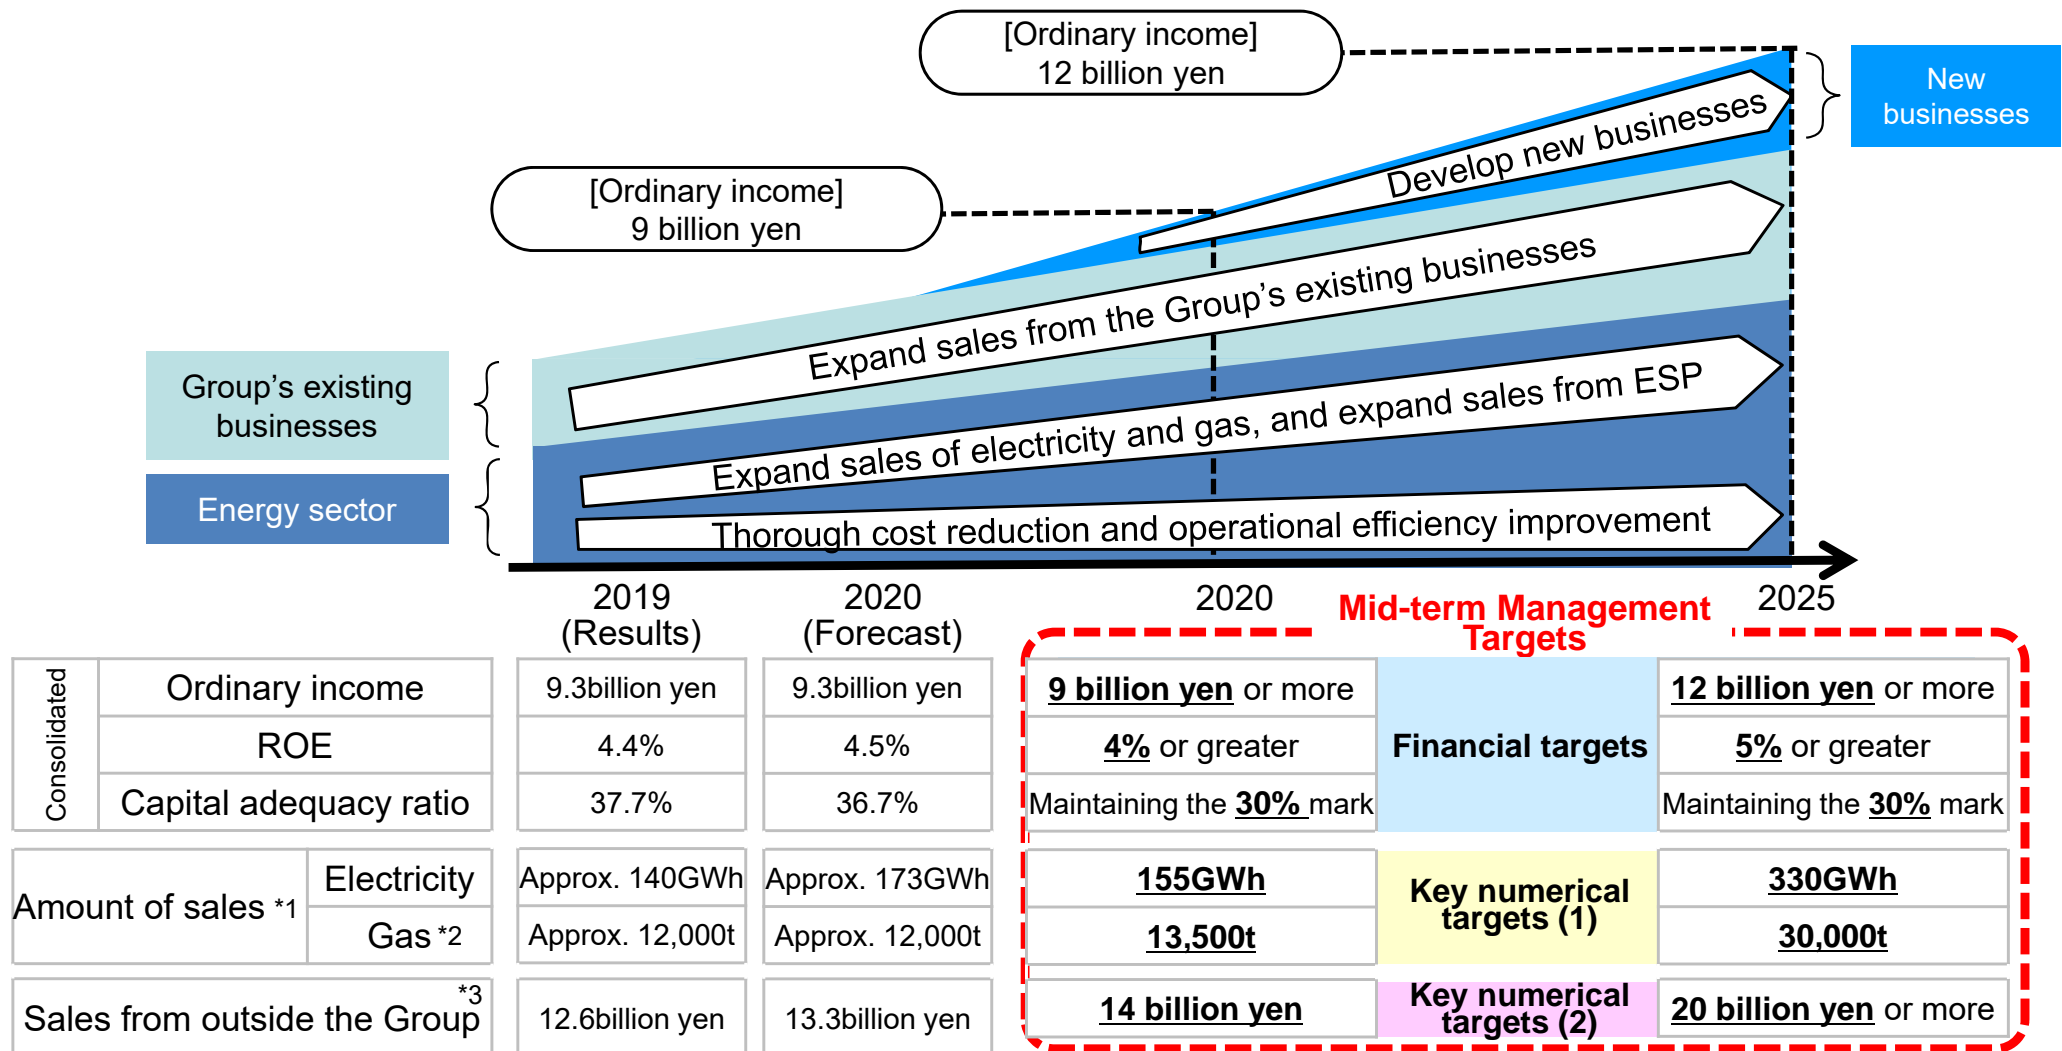 [Ordinary income]
12 billion yen
New
businesses
Develop new businesses
[Ordinary income]
9 billion yen
Expand sales from the Group’s existing businesses
Group’s existing
businesses
Expand sales of electricity and gas, and expand sales from ESP
Energy sector
Thorough cost reduction and operational efficiency improvement
2019
(Results)
2020
(Forecast)
2020
Mid-term Management
Targets
2025
Consolidated
Ordinary income
9.3billion yen
9.3billion yen
9 billion yen or more
12 billion yen or more
ROE
4.4%
4.5%
4% or greater
Financial targets
5% or greater
Capital adequacy ratio
37.7%
36.7%
Maintaining the 30% mark
Maintaining the 30% mark
Amount of sales *1
Electricity
Approx. 140GWh
Approx. 173GWh
155GWh
Key numerical
targets (1)
330GWh
Gas *2
Approx. 12,000t
Approx. 12,000t
13,500t
30,000t
Sales from outside the Group *3
12.6billion yen
13.3billion yen
14 billion yen
Key numerical
targets (2)
20 billion yen or more